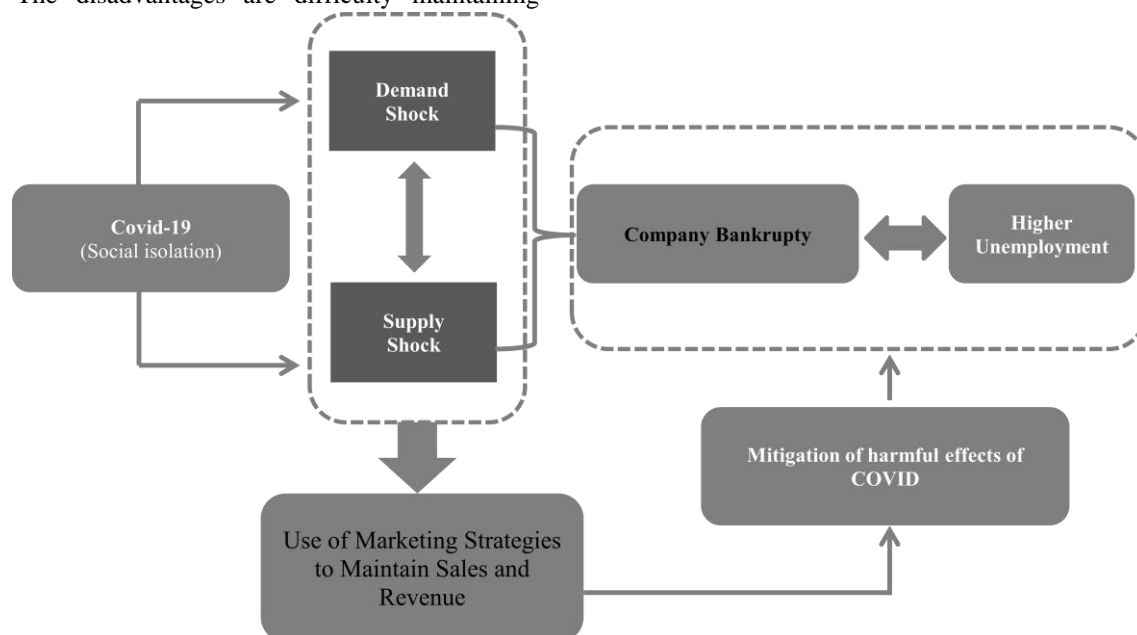 The disadvantages are difficulty maintaining
Demand
Shock
Covid-19
(Social isolation)
Company Bankrupty
Higher
Unemployment
Supply
Shock
Mitigation of harmful effects of
COVID
Use of Marketing Strategies
to Maintain Sales and
Revenue